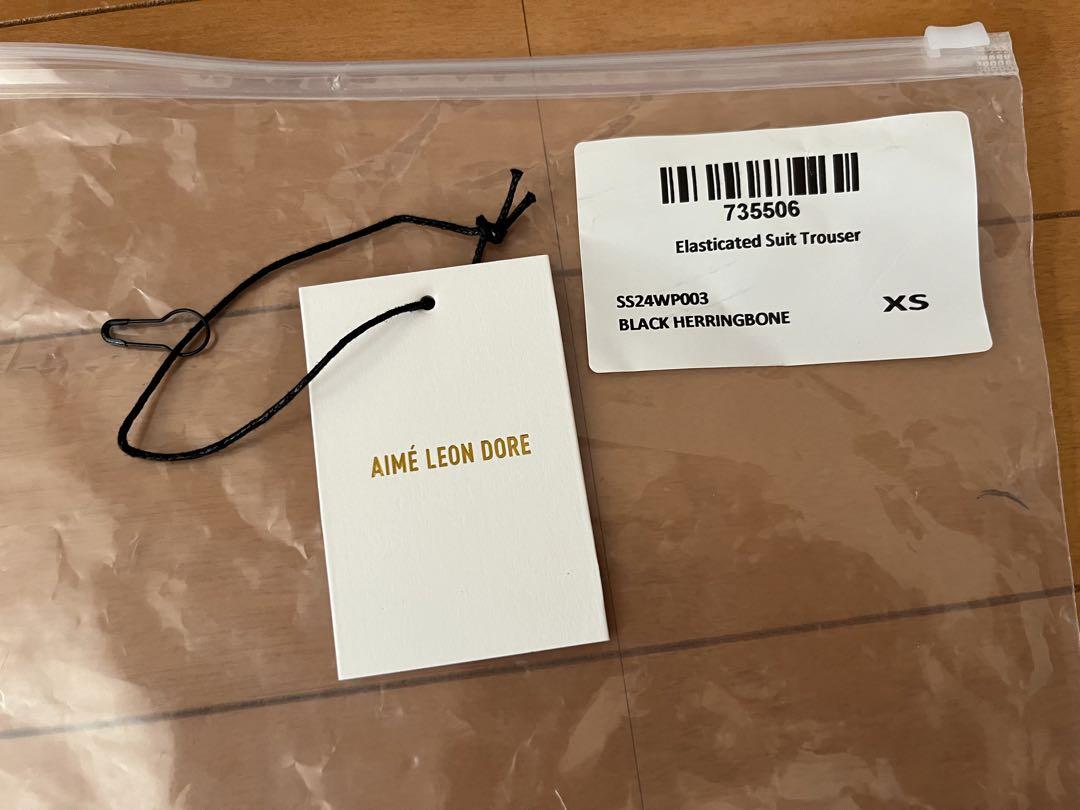 735506
Elasticated Suit Trouser
SS24WP003
XS
BLACK HERRINGBONE
AIMÉ LEON DORE